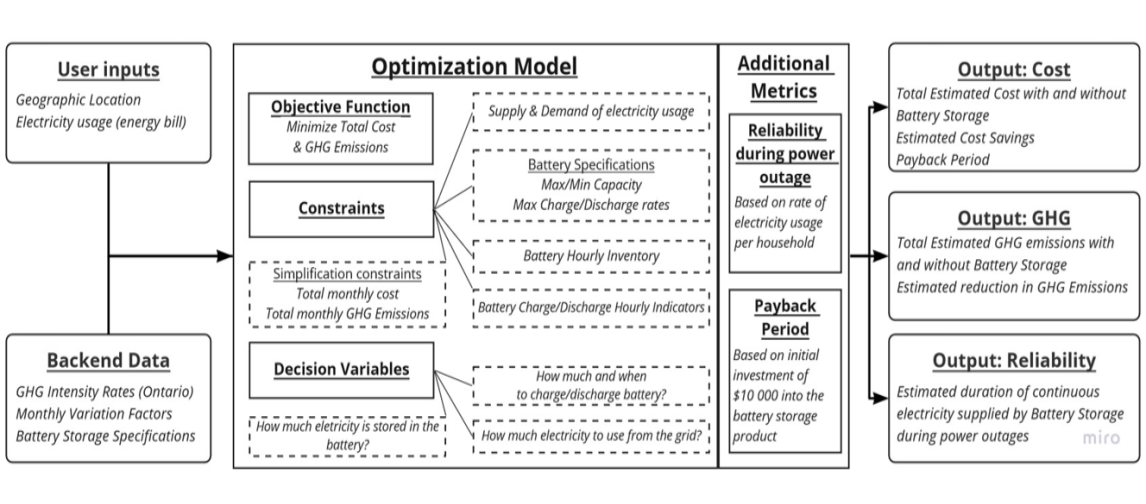 User inputs
Geographic Location
Electricity usage (energy bill)
Backend Data
GHG Intensity Rates (Ontario)
Monthly Variation Factors
Battery Storage Specifications
Optimization Model
Objective Function
Minimize Total Cost
& GHG Emissions
Constraints
Supply & Demand of electricity usage
Battery Specifications
Max/Min Capacity
Max Charge/Discharge rates
Battery Hourly Inventory
Battery Charge/Discharge Hourly Indicators
Simplification constraints
Total monthly cost
Total monthly GHG Emissions
Decision Variables
How much and when
to charge/discharge battery?
How much electricity to use from the grid?
How much eletricity is stored in the
battery?
Additional
Metrics
Reliability
during power
outage
Based on rate of
electricity usage
per household
Payback
Period
Based on initial
investment of
$10 000 into the
battery storage
product
Output: Cost
Total Estimated Cost with and without
Battery Storage
Estimated Cost Savings
Payback Period
Output: GHG
Total Estimated GHG emissions with
and without Battery Storage
Estimated reduction in GHG Emissions
Output: Reliability
Estimated duration of continuous
electricity supplied by Battery Storage
during power outages
miro